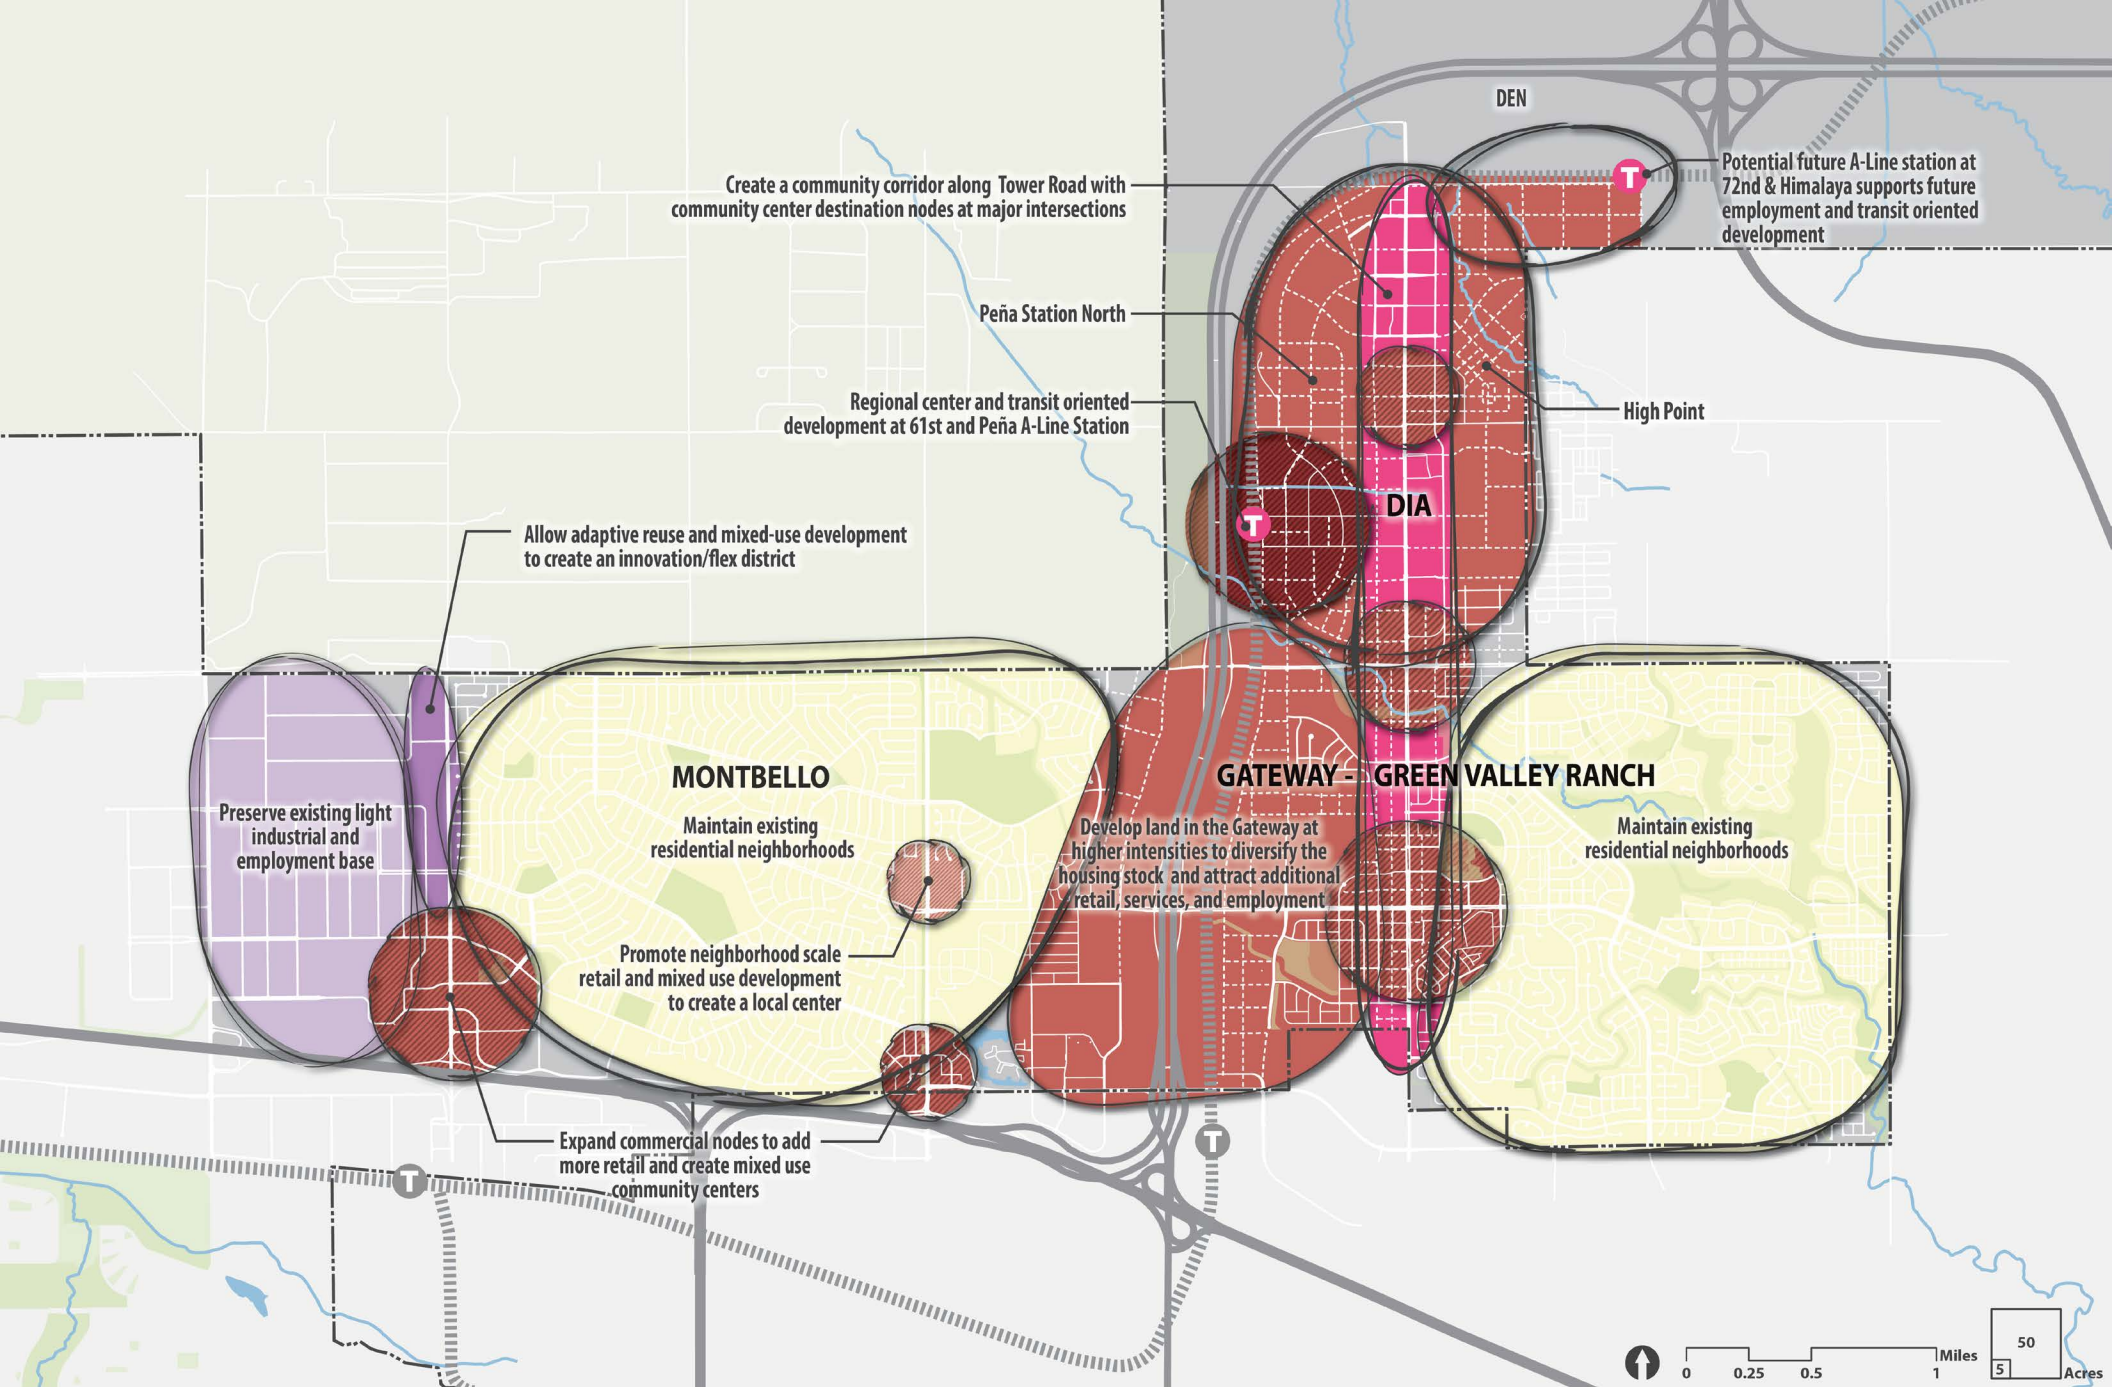 DEN
Potential future A-Line station at
72nd & Himalaya supports future
employment and transit oriented
development
T
Create a community corridor along Tower Road with
community center destination nodes at major intersections
Peña Station North
Regional center and transit oriented
development at 61st and Peña A-Line Station
High Point
DIA
T
Allow adaptive reuse and mixed-use development
to create an innovation/flex district
MONTBELLO
GATEWAY - GREEN VALLEY RANCH
Preserve existing light
industrial and
employment base
Maintain existing
residential neighborhoods
Develop land in the Gateway at
higher intensities to diversify the
housing stock and attract additional
retail, services, and employment
Maintain existing
residential neighborhoods
Promote neighborhood scale
retail and mixed use development
to create a local center
Expand commercial nodes to add
more retail and create mixed use
community centers
T
T
0 0.25 0.5 1 Miles
50
5
Acres